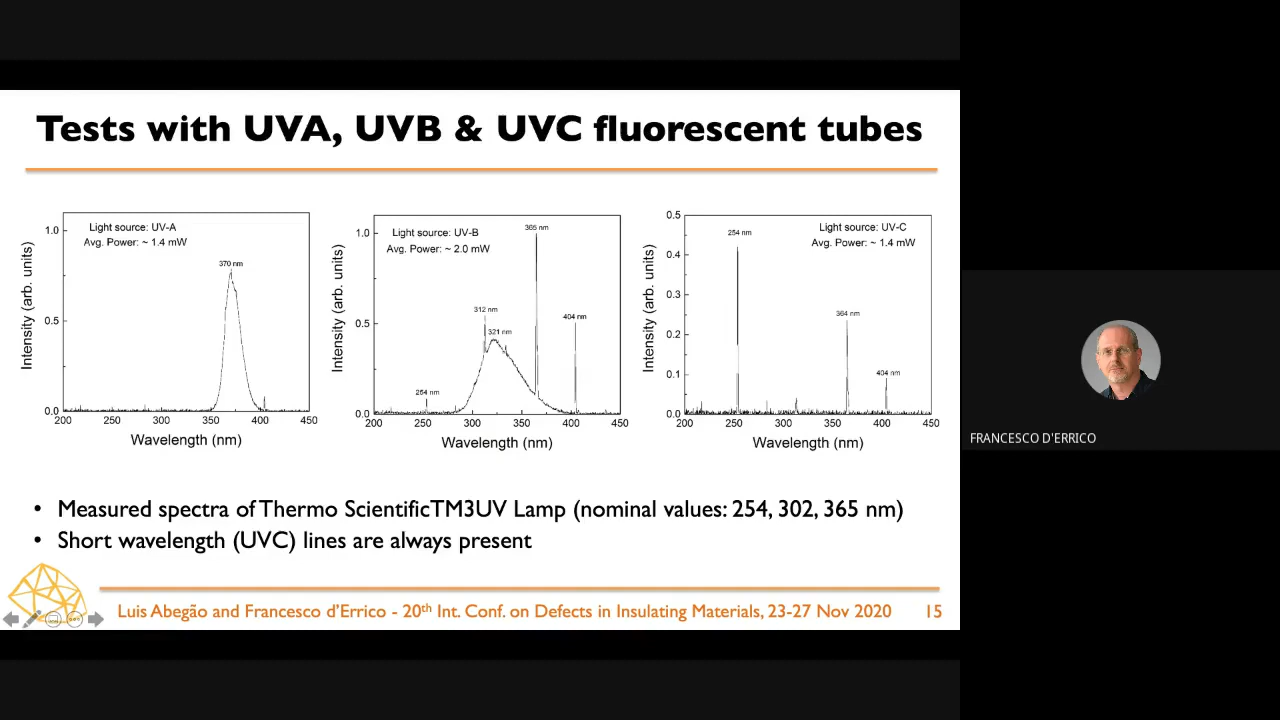 Tests with UVA, UVB & UVC fluorescent tubes
Light source: UV-A
Avg. Power: ~ 1.4 mW
370 nm
1.0
0.5
0.0
200 250 300 350 400 450
Wavelength (nm)
Intensity (arb. units)
Light source: UV-B
Avg. Power: ~ 2.0 mW
365 nm
312 nm
321 nm
404 nm
254 nm
1.0
0.5
0.0
200 250 300 350 400 450
Wavelength (nm)
Intensity (arb. units)
Light source: UV-C
Avg. Power: ~ 1.4 mW
254 nm
364 nm
404 nm
0.5
0.4
0.3
0.2
0.1
0.0
200 250 300 350 400 450
Wavelength (nm)
Intensity (arb. units)
• Measured spectra of Thermo ScientificTM3UV Lamp (nominal values: 254, 302, 365 nm)
• Short wavelength (UVC) lines are always present
Luis Abegão and Francesco d'Errico - 20th Int. Conf. on Defects in Insulating Materials, 23-27 Nov 2020 15
FRANCESCO D'ERRICO